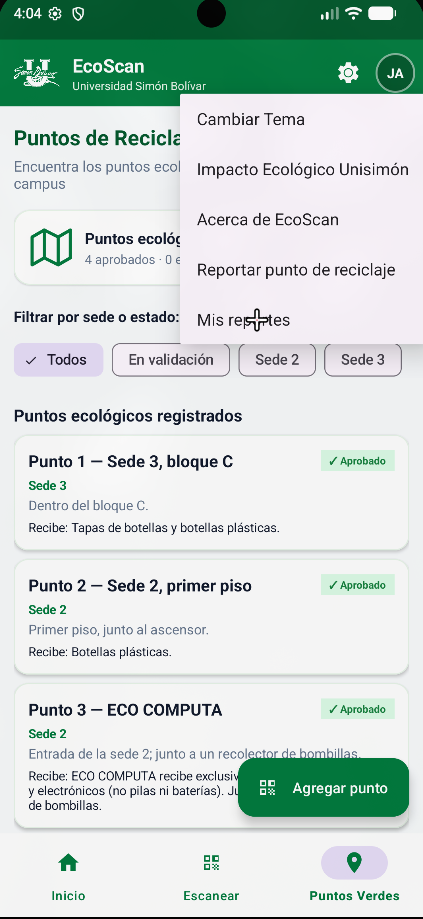 4:04
EcoScan
Universidad Simón Bolívar
JA
Cambiar Tema
Impacto Ecológico Unisimón
Acerca de EcoScan
Reportar punto de reciclaje
Mis reportes
Puntos de Recicla
Encuentra los puntos
campus
Puntos
4 aprobados · 0
Filtrar por sede o estado:
Todos
En validación
Sede 2
Sede 3
Puntos ecológicos registrados
Punto 1 — Sede 3, bloque C
✓ Aprobado
Sede 3
Dentro del bloque C.
Recibe: Tapas de botellas y botellas plásticas.
Punto 2 — Sede 2, primer piso
✓ Aprobado
Sede 2
Primer piso, junto al ascensor.
Recibe: Botellas plásticas.
Punto 3 — ECO COMPUTA
✓ Aprobado
Sede 2
Entrada de la sede 2; junto a un recolector de bombillas.
Recibe: ECO COMPUTA recibe
y electrónicos (no pilas ni baterías).
de bombillas.
Agregar punto
Inicio
Escanear
Puntos Verdes